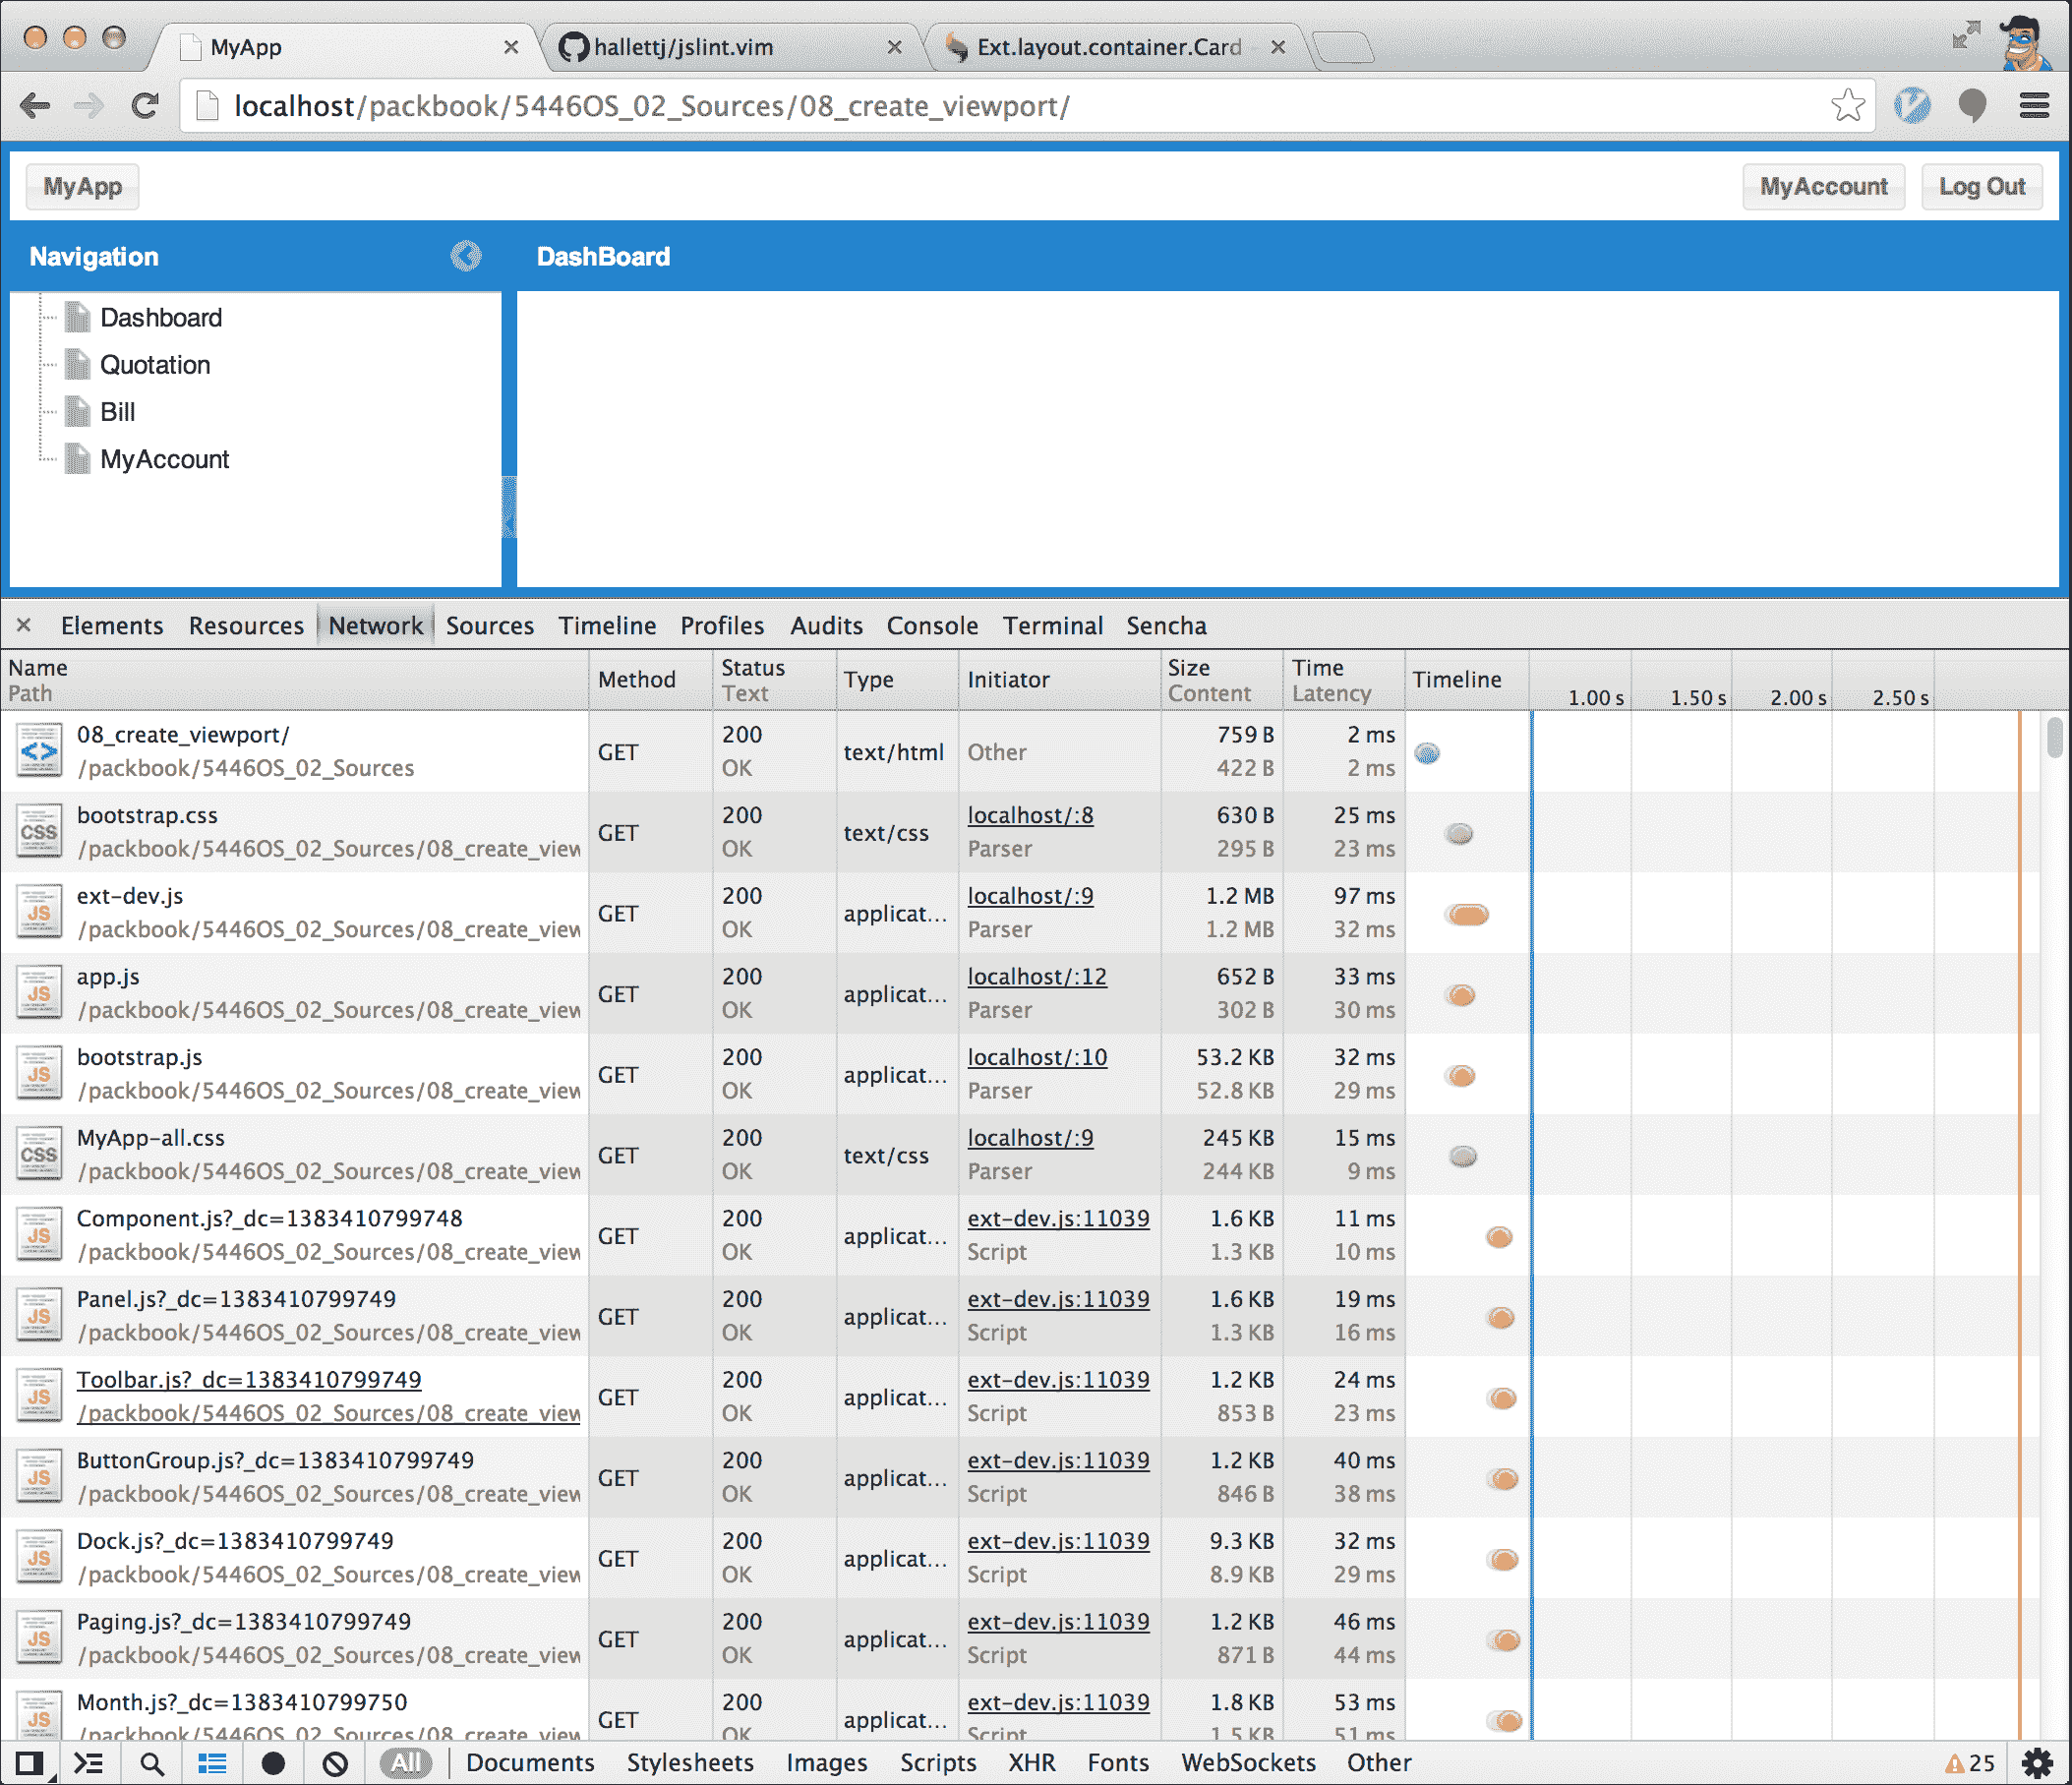 MyApp
hallettj/jslint.vim
Ext.layout.container.Card
localhost/packbook/5446OS_02_Sources/08_create_viewport/
MyApp
MyAccount
Log Out
Navigation
DashBoard
Dashboard
Quotation
Bill
MyAccount
Elements Resources Network Sources Timeline Profiles Audits Console Terminal Sencha
Name Method Status Type Initiator Size Time Timeline
Path Text Content Latency 1.00 s 1.50 s 2.00 s 2.50 s
08_create_viewport/ GET 200 text/html Other 759 B 2 ms
/packbook/5446OS_02_Sources OK 422 B 2 ms
bootstrap.css GET 200 text/css localhost/:8 630 B 25 ms
/packbook/5446OS_02_Sources/08_create_view OK Parser 295 B 23 ms
ext-dev.js GET 200 applicat... localhost/:9 1.2 MB 97 ms
/packbook/5446OS_02_Sources/08_create_view OK Parser 1.2 MB 32 ms
app.js GET 200 applicat... localhost/:12 652 B 33 ms
/packbook/5446OS_02_Sources/08_create_view OK Parser 302 B 30 ms
bootstrap.js GET 200 applicat... localhost/:10 53.2 KB 32 ms
/packbook/5446OS_02_Sources/08_create_view OK Parser 52.8 KB 29 ms
MyApp-all.css GET 200 text/css localhost/:9 245 KB 15 ms
/packbook/5446OS_02_Sources/08_create_view OK Parser 244 KB 9 ms
Component.js?_dc=1383410799748 GET 200 applicat... ext-dev.js:11039 1.6 KB 11 ms
/packbook/5446OS_02_Sources/08_create_view OK Script 1.3 KB 10 ms
Panel.js?_dc=1383410799749 GET 200 applicat... ext-dev.js:11039 1.6 KB 19 ms
/packbook/5446OS_02_Sources/08_create_view OK Script 1.3 KB 16 ms
Toolbar.js?_dc=1383410799749 GET 200 applicat... ext-dev.js:11039 1.2 KB 24 ms
/packbook/5446OS_02_Sources/08_create_view OK Script 853 B 23 ms
ButtonGroup.js?_dc=1383410799749 GET 200 applicat... ext-dev.js:11039 1.2 KB 40 ms
/packbook/5446OS_02_Sources/08_create_view OK Script 846 B 38 ms
Dock.js?_dc=1383410799749 GET 200 applicat... ext-dev.js:11039 9.3 KB 32 ms
/packbook/5446OS_02_Sources/08_create_view OK Script 8.9 KB 29 ms
Paging.js?_dc=1383410799749 GET 200 applicat... ext-dev.js:11039 1.2 KB 46 ms
/packbook/5446OS_02_Sources/08_create_view OK Script 871 B 44 ms
Month.js?_dc=1383410799750 GET 200 applicat... ext-dev.js:11039 1.8 KB 53 ms
/packbook/5446OS_02_Sources/08_create_view OK Script 1.5 KB 51 ms
All Documents Stylesheets Images Scripts XHR Fonts WebSockets Other 25